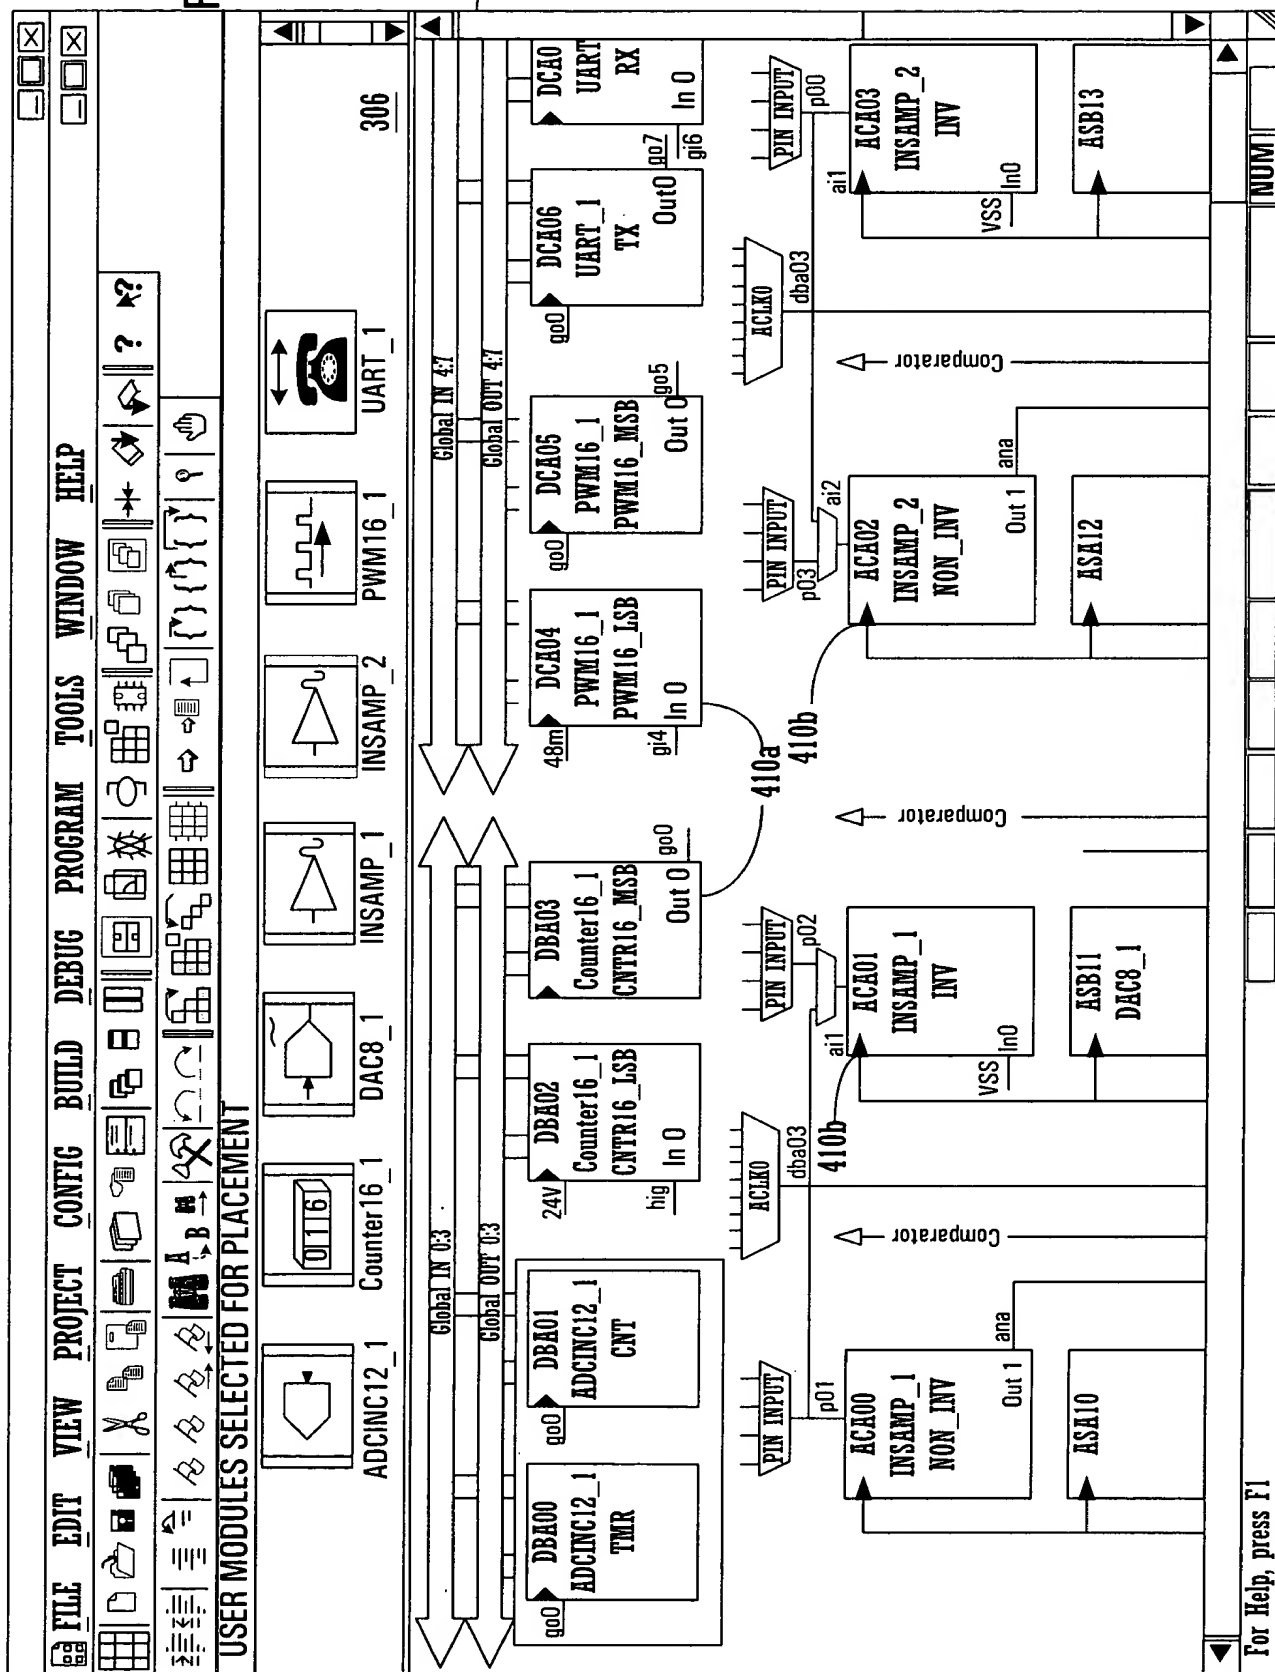 FILE EDIT VIEW PROJECT CONFIG BUILD DEBUG PROGRAM TOOLS WINDOW HELP
? ?
A B
USER MODULES SELECTED FOR PLACEMENT
016
ADCINC12_1 Counter16_1 DAC8_1 INSAMP_1 INSAMP_2 PWM16_1 UART_1
306
Global IN 0:3 Global IN 4:7
Global OUT 0:3 Global OUT 4:7
go0
DBA00
ADCINC12_1
TMR
go0
DBA01
ADCINC12_1
CNT
24V
DBA02
Counter16_1
CNTR16_LSB
hig
In 0
DBA03
Counter16_1
CNTR16_MSB
Out 0
go0
48m
DCA04
PWM16_1
PWM16_LSB
gi4
In 0
go0
DCA05
PWM16_1
PWM16_MSB
Out 0
go5
go0
DCA06
UART_1
TX
Out0
go7
gi6
DCA0
UART
RX
In 0
410a
410b
410b
PIN INPUT
p01
ACLK0
dba03
PIN INPUT
p02
ai1
PIN INPUT
p03
ai2
ACLK0
dba03
PIN INPUT
p00
ai1
ACA00
INSAMP_1
NON_INV
Out 1
ana
Comparator
ACA01
INSAMP_1
INV
VSS
In0
Comparator
ACA02
INSAMP_2
NON_INV
Out 1
ana
Comparator
ACA03
INSAMP_2
INV
VSS
In0
ASA10
ASB11
DAC8_1
ASA12
ASB13
For Help, press F1
NUM